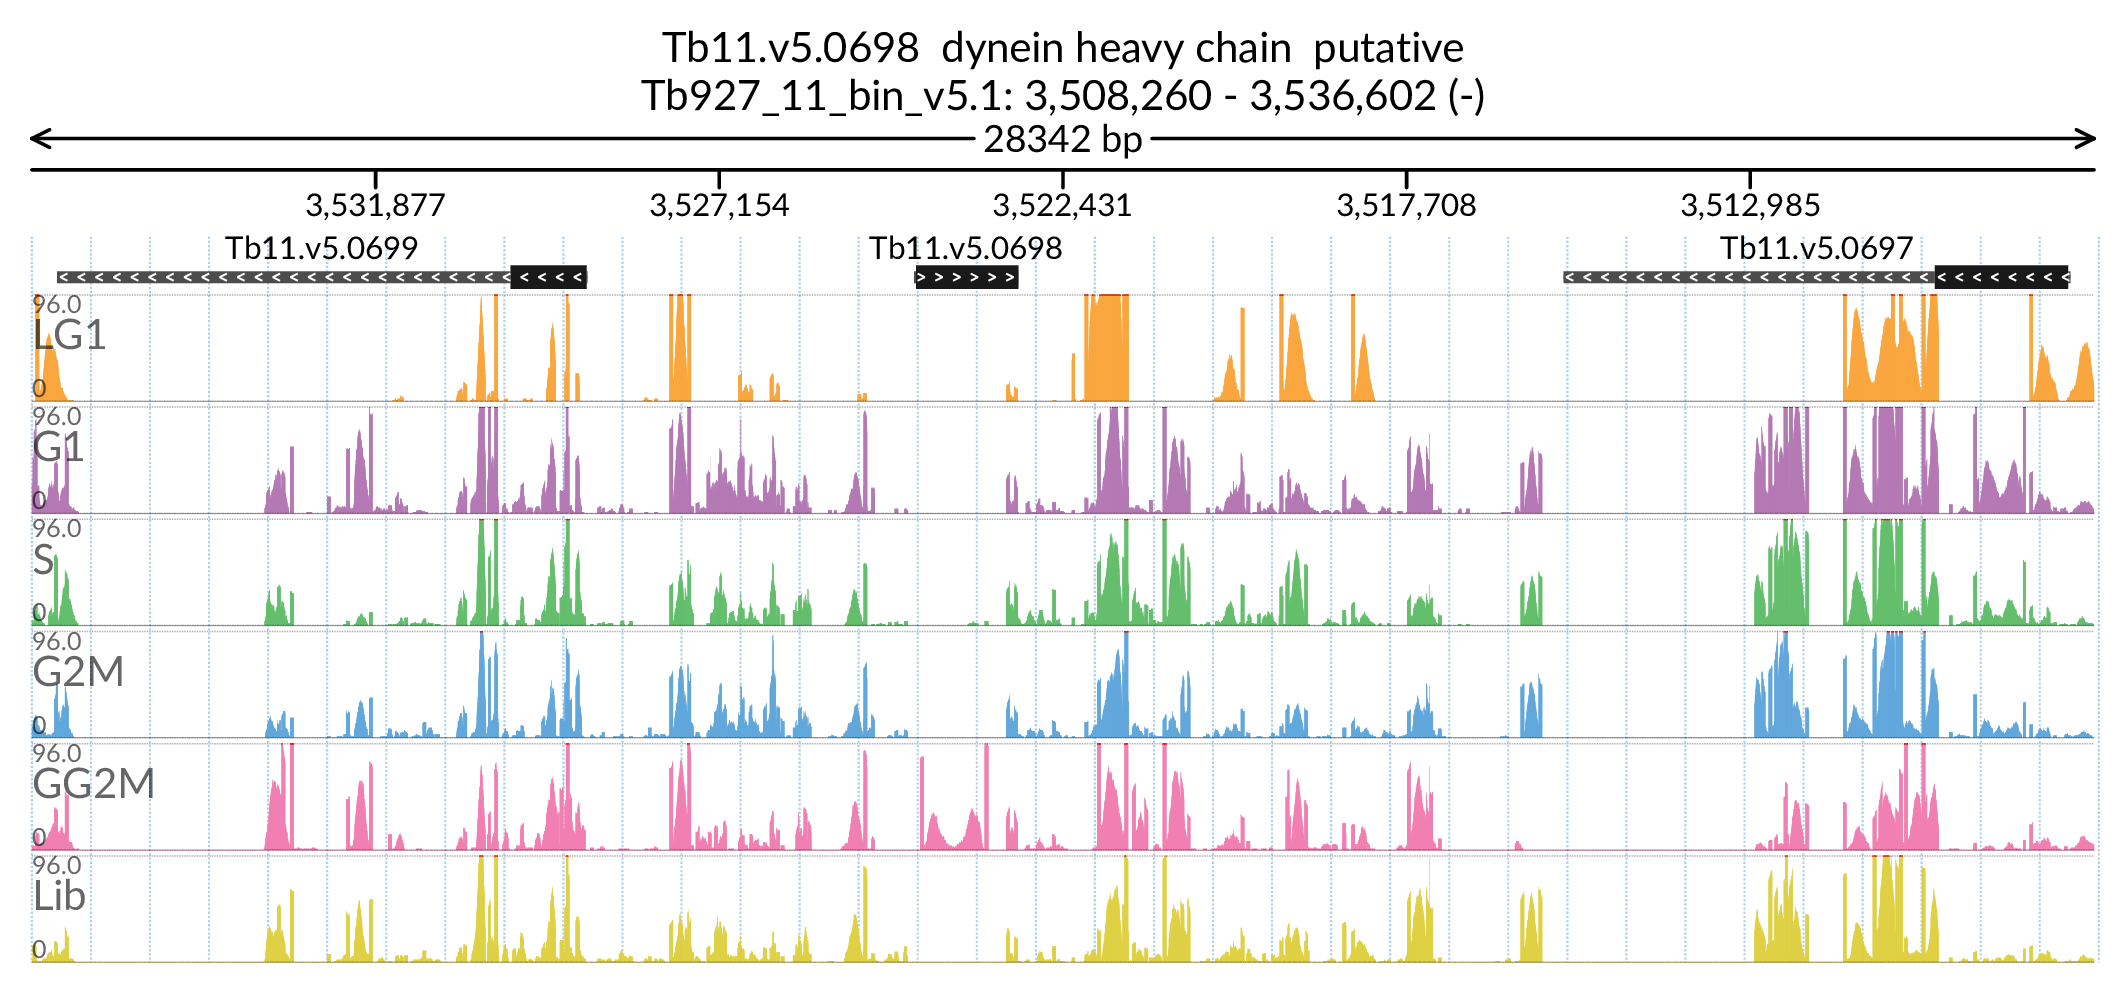 Tb11.v5.0698  dynein heavy chain  putative
Tb927_11_bin_v5.1: 3,508,260 - 3,536,602 (-)
28342 bp
3,531,877 3,527,154 3,522,431 3,517,708 3,512,985
Tb11.v5.0699 Tb11.v5.0698 Tb11.v5.0697
96.0
LG1
0
96.0
G1
0
96.0
S
0
96.0
G2M
0
96.0
GG2M
0
96.0
Lib
0